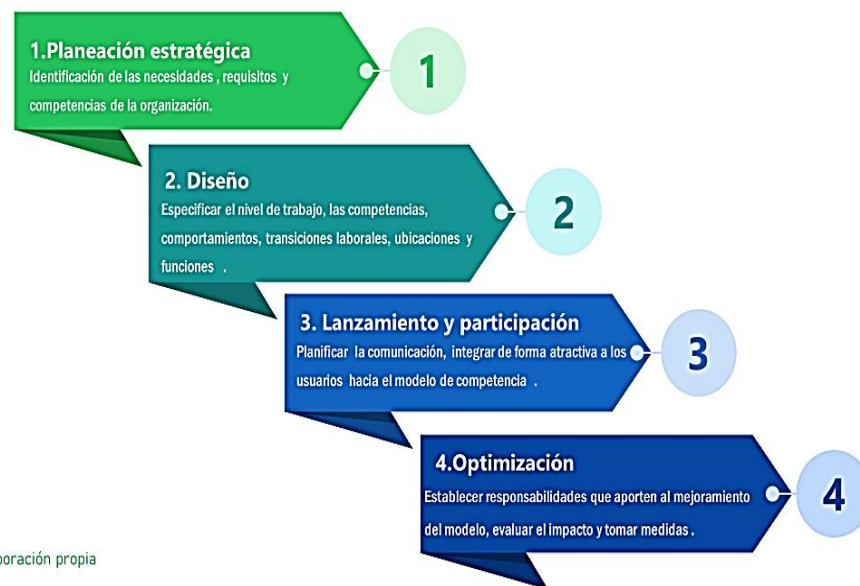 1.Planeación estratégica
Identificación de las necesidades , requisitos y
competencias de la organización.
1
2. Diseño
Especificar el nivel de trabajo, las competencias,
comportamientos, transiciones laborales, ubicaciones y
funciones .
2
3. Lanzamiento y participación
Planificar la comunicación, integrar de forma atractiva a los
usuarios hacia el modelo de competencia .
3
4.Optimización
Establecer responsabilidades que aporten al mejoramiento
del modelo, evaluar el impacto y tomar medidas .
4
boración propia